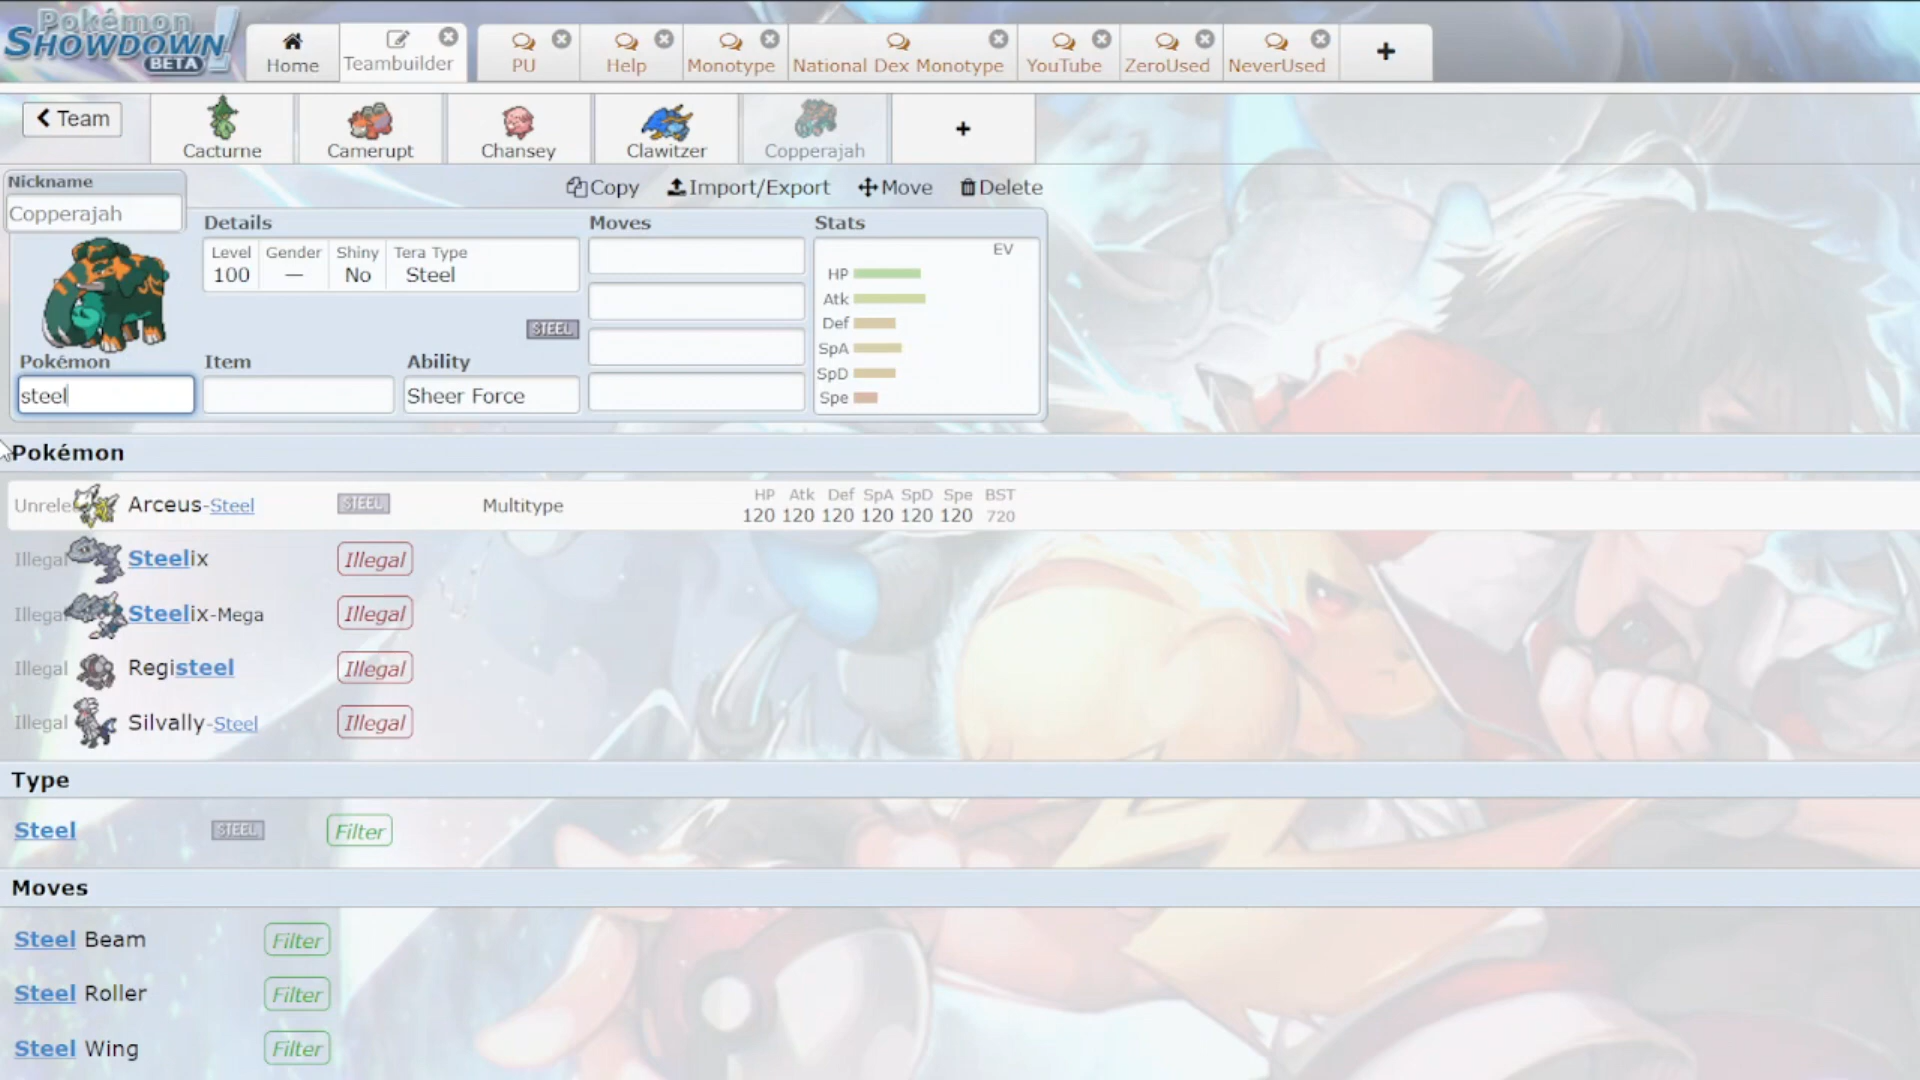 Pokémon
SHOWDOWN!
BETA
Home
Teambuilder
PU
Help
Monotype
National Dex Monotype
YouTube
ZeroUsed
NeverUsed
+
Team
Cacturne
Camerupt
Chansey
Clawitzer
Copperajah
+
Nickname
Copperajah
Copy
Import/Export
Move
Delete
Details
Moves
Stats
Level
Gender
Shiny
Tera Type
100
—
No
Steel
EV
HP
Atk
Def
SpA
SpD
Spe
STEEL
Pokémon
Item
Ability
steel
Sheer Force
Pokémon
Unrele
Arceus-Steel
STEEL
Multitype
HP Atk Def SpA SpD Spe BST
120 120 120 120 120 120 720
Illegal Steelix Illegal
Illegal Steelix-Mega Illegal
Illegal Registeel Illegal
Illegal Silvally-Steel Illegal
Type
Steel STEEL Filter
Moves
Steel Beam Filter
Steel Roller Filter
Steel Wing Filter